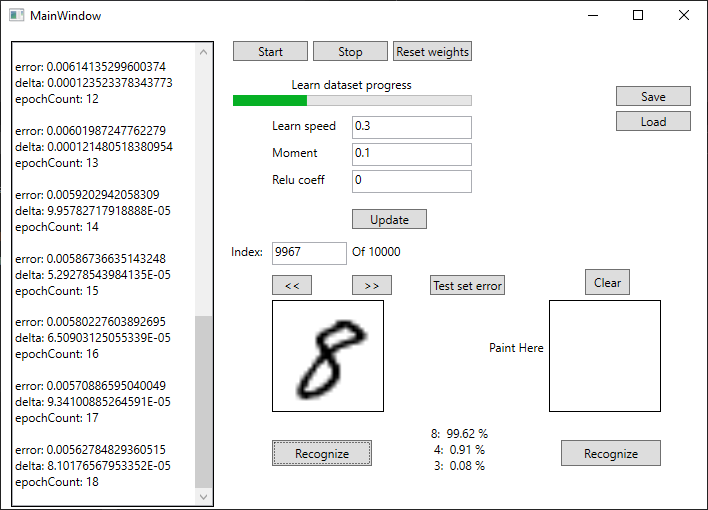 MainWindow
error: 0.00614135299600374
delta: 0.000123523378343773
epochCount: 12
error: 0.00601987247762279
delta: 0.000121480518380954
epochCount: 13
error: 0.0059202942058309
delta: 9.95782717918888E-05
epochCount: 14
error: 0.00586736635143248
delta: 5.29278543984135E-05
epochCount: 15
error: 0.00580227603892695
delta: 6.50903125055339E-05
epochCount: 16
error: 0.00570886595040049
delta: 9.34100885264591E-05
epochCount: 17
error: 0.00562784829360515
delta: 8.10176567953352E-05
epochCount: 18
Start Stop Reset weights
Learn dataset progress
Save
Load
Learn speed 0.3
Moment 0.1
Relu coeff 0
Update
Index: 9967 Of 10000
<< >> Test set error Clear
8
Paint Here
8: 99.62 %
4: 0.91 %
3: 0.08 %
Recognize Recognize